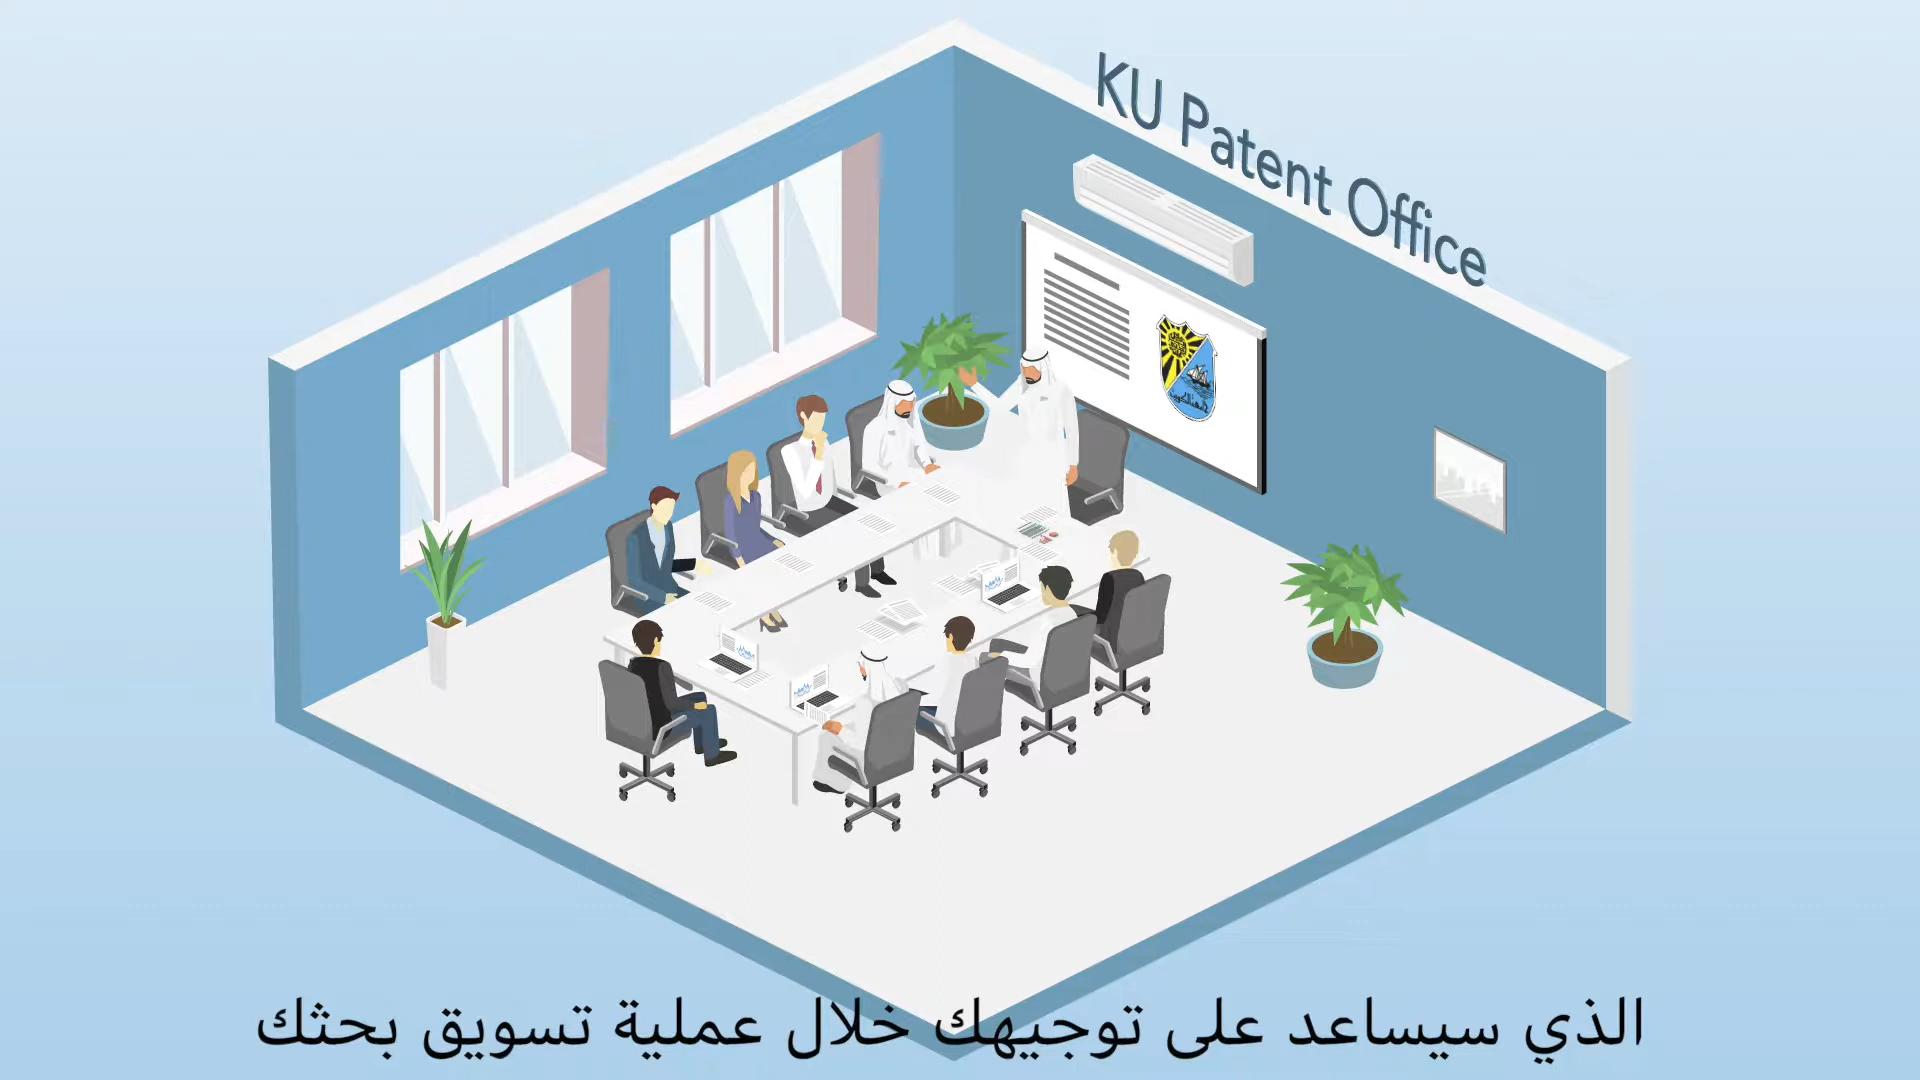 KU Patent Office
الذي سيساعد على توجيهك خلال عملية تسويق بحثك